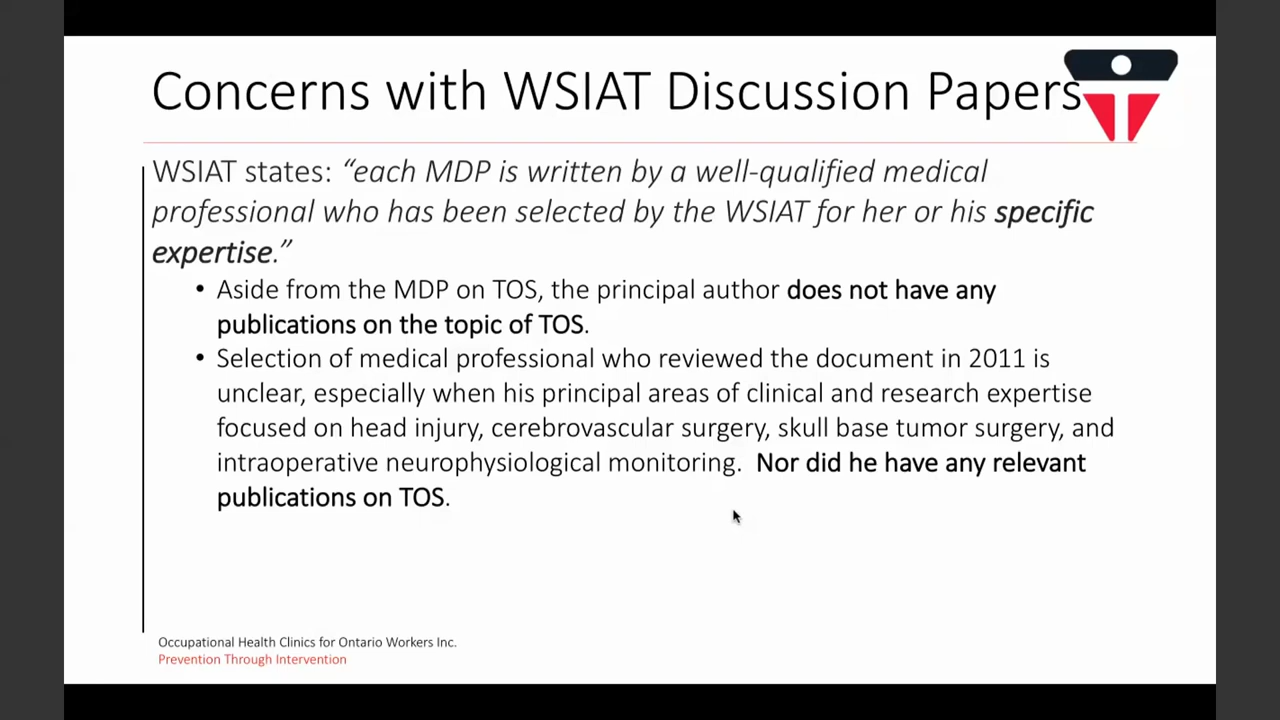 Concerns with WSIAT Discussion Papers
WSIAT states: “each MDP is written by a well-qualified medical
professional who has been selected by the WSIAT for her or his specific
expertise.”
• Aside from the MDP on TOS, the principal author does not have any
publications on the topic of TOS.
• Selection of medical professional who reviewed the document in 2011 is
unclear, especially when his principal areas of clinical and research expertise
focused on head injury, cerebrovascular surgery, skull base tumor surgery, and
intraoperative neurophysiological monitoring.  Nor did he have any relevant
publications on TOS.
Occupational Health Clinics for Ontario Workers Inc.
Prevention Through Intervention